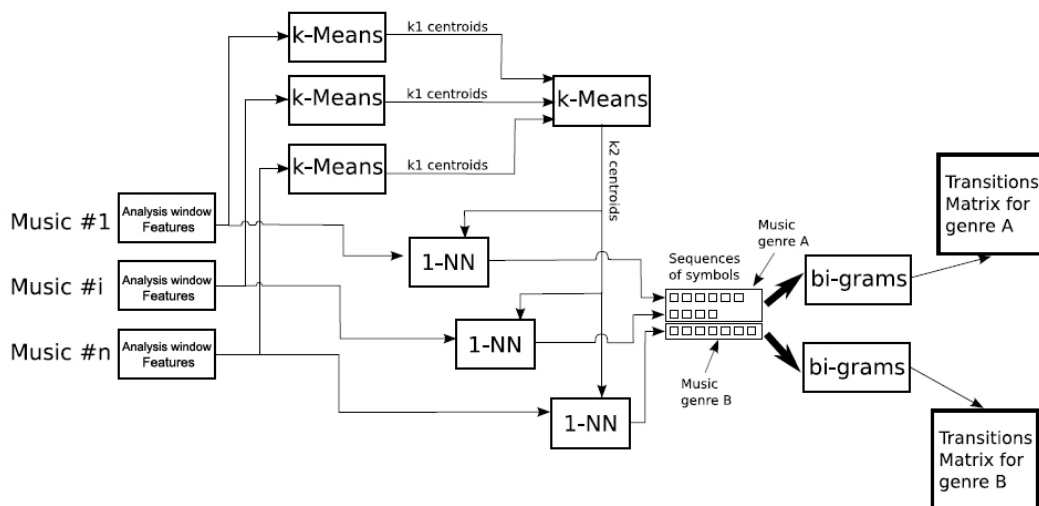 k-Means
k1 centroids
k-Means
k1 centroids
k-Means
k-Means
k1 centroids
k2 centroids
Music #1
Analysis window
Features
Music #i
Analysis window
Features
Music #n
Analysis window
Features
1-NN
1-NN
1-NN
Sequences
of symbols
Music
genre A
Music
genre B
bi-grams
bi-grams
Transitions
Matrix for
genre A
Transitions
Matrix for
genre B